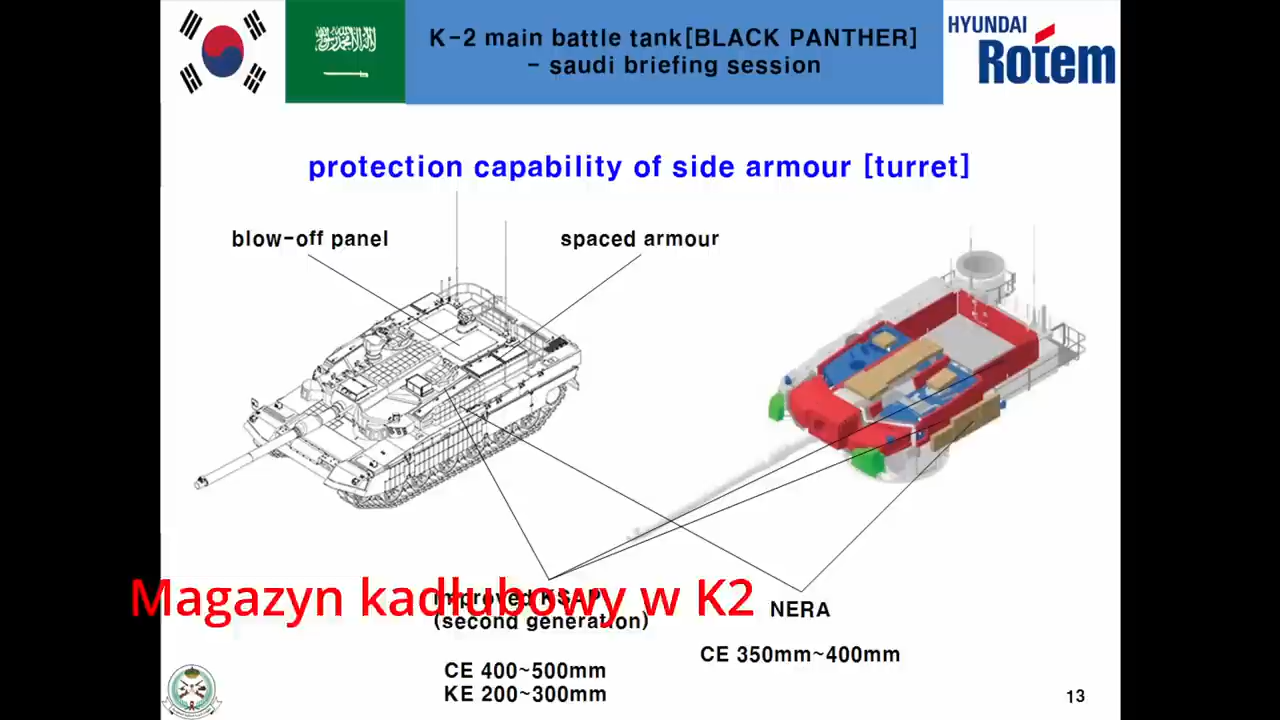 K-2 main battle tank[BLACK PANTHER]
- saudi briefing session
HYUNDAI
Rotem
protection capability of side armour [turret]
blow-off panel
spaced armour
Magazyn kadłubowy w K2
improved KSAP
(second generation)
NERA
CE 350mm~400mm
CE 400~500mm
KE 200~300mm
13